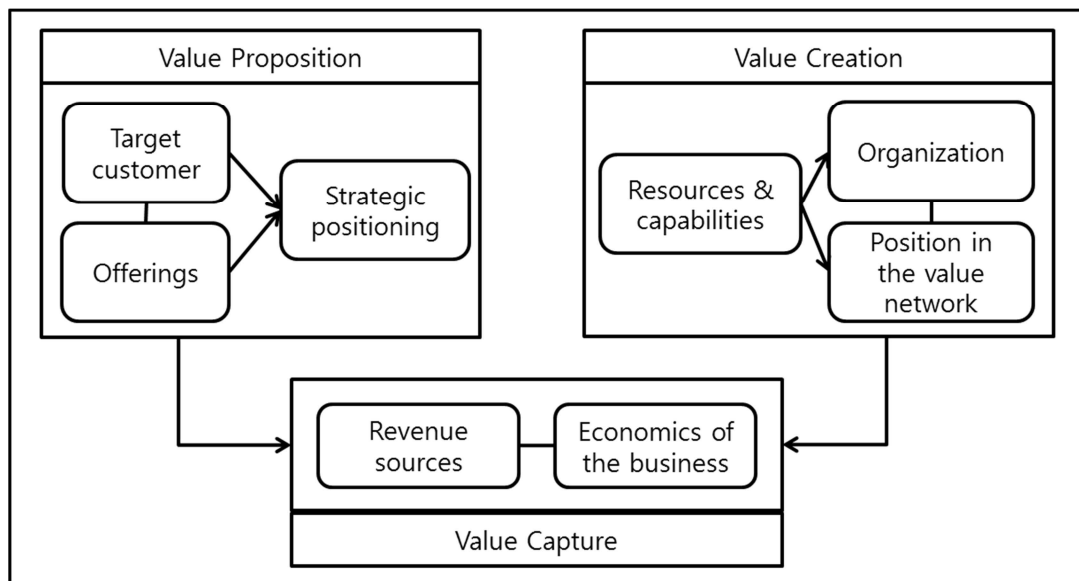 Value Proposition
Target
customer
Offerings
Strategic
positioning
Value Creation
Resources &
capabilities
Organization
Position in
the value
network
Revenue
sources
Economics of
the business
Value Capture